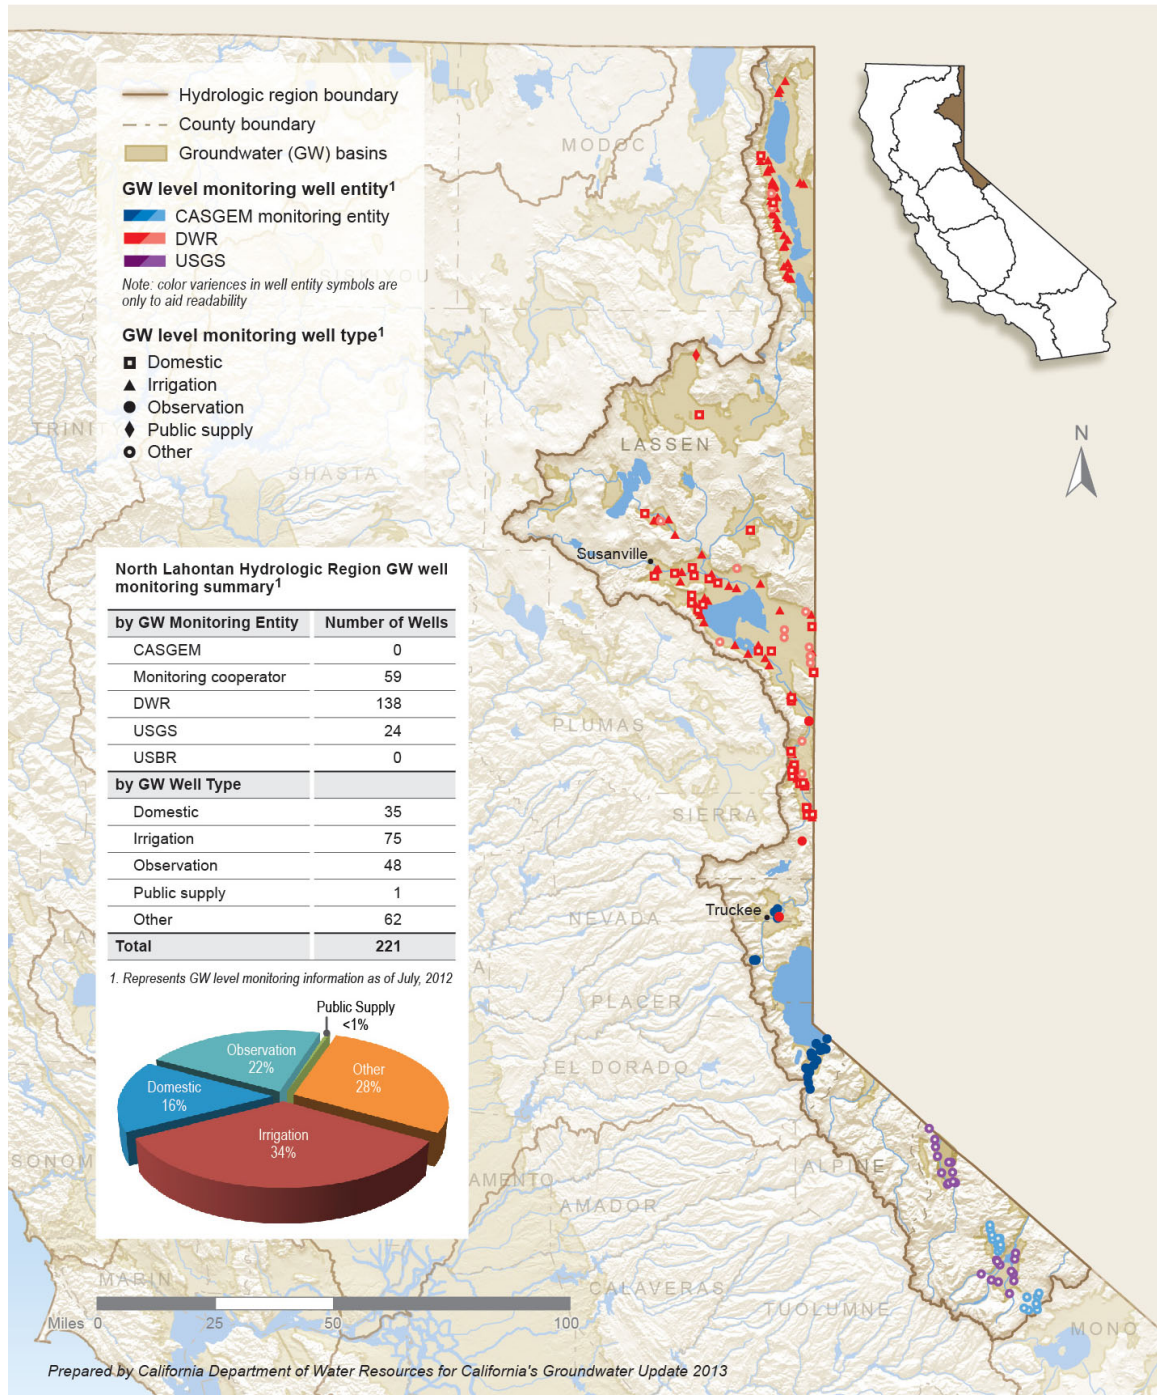 Hydrologic region boundary
County boundary
Groundwater (GW) basins
GW level monitoring well entity1
CASGEM monitoring entity
DWR
USGS
Note: color variences in well entity symbols are
only to aid readability
GW level monitoring well type1
Domestic
Irrigation
Observation
Public supply
Other
MODOC
SISKIYOU
TRINITY
SHASTA
LASSEN
N
Susanville
PLUMAS
SIERRA
Truckee
NEVADA
PLACER
EL DORADO
ALPINE
AMADOR
CALAVERAS
TUOLUMNE
MONO
MARIN
SONOM
AMENTO
LA
A
North Lahontan Hydrologic Region GW well
monitoring summary1
by GW Monitoring Entity Number of Wells
CASGEM 0
Monitoring cooperator 59
DWR 138
USGS 24
USBR 0
by GW Well Type
Domestic 35
Irrigation 75
Observation 48
Public supply 1
Other 62
Total 221
1. Represents GW level monitoring information as of July, 2012
Public Supply
<1%
Observation
22%
Other
28%
Domestic
16%
Irrigation
34%
Miles 0 25 50 100
Prepared by California Department of Water Resources for California's Groundwater Update 2013